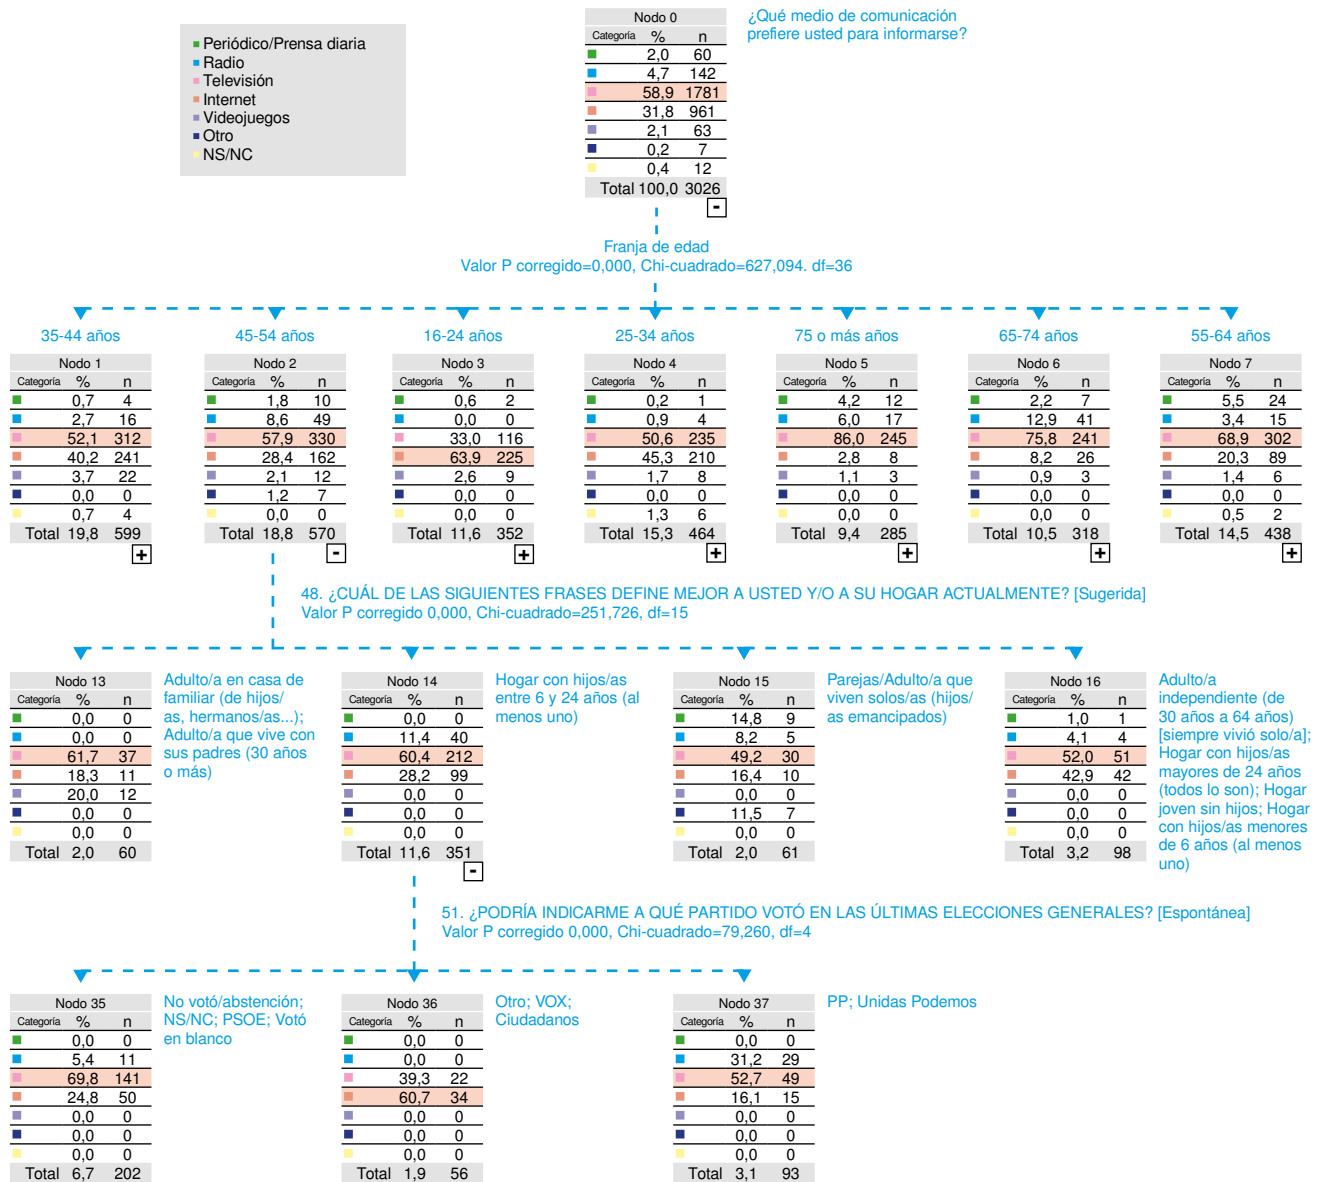 Periódico/Prensa diaria
Radio
Televisión
Internet
Videojuegos
Otro
NS/NC
Nodo 0
Categoría % n
2,0 60
4,7 142
58,9 1781
31,8 961
2,1 63
0,2 7
0,4 12
Total 100,0 3026
-
¿Qué medio de comunicación
prefiere usted para informarse?
Franja de edad
Valor P corregido=0,000, Chi-cuadrado=627,094. df=36
35-44 años
Nodo 1
Categoría % n
0,7 4
2,7 16
52,1 312
40,2 241
3,7 22
0,0 0
0,7 4
Total 19,8 599
+
45-54 años
Nodo 2
Categoría % n
1,8 10
8,6 49
57,9 330
28,4 162
2,1 12
1,2 7
0,0 0
Total 18,8 570
-
16-24 años
Nodo 3
Categoría % n
0,6 2
0,0 0
33,0 116
63,9 225
2,6 9
0,0 0
0,0 0
Total 11,6 352
+
25-34 años
Nodo 4
Categoría % n
0,2 1
0,9 4
50,6 235
45,3 210
1,7 8
0,0 0
1,3 6
Total 15,3 464
+
75 o más años
Nodo 5
Categoría % n
4,2 12
6,0 17
86,0 245
2,8 8
1,1 3
0,0 0
0,0 0
Total 9,4 285
+
65-74 años
Nodo 6
Categoría % n
2,2 7
12,9 41
75,8 241
8,2 26
0,9 3
0,0 0
0,0 0
Total 10,5 318
+
55-64 años
Nodo 7
Categoría % n
5,5 24
3,4 15
68,9 302
20,3 89
1,4 6
0,0 0
0,5 2
Total 14,5 438
+
48. ¿CUÁL DE LAS SIGUIENTES FRASES DEFINE MEJOR A USTED Y/O A SU HOGAR ACTUALMENTE? [Sugerida]
Valor P corregido 0,000, Chi-cuadrado=251,726, df=15
Nodo 13
Categoría % n
0,0 0
0,0 0
61,7 37
18,3 11
20,0 12
0,0 0
0,0 0
Total 2,0 60
Adulto/a en casa de
familiar (de hijos/
as, hermanos/as...);
Adulto/a que vive con
sus padres (30 años
o más)
Nodo 14
Categoría % n
0,0 0
11,4 40
60,4 212
28,2 99
0,0 0
0,0 0
0,0 0
Total 11,6 351
-
Hogar con hijos/as
entre 6 y 24 años (al
menos uno)
Nodo 15
Categoría % n
14,8 9
8,2 5
49,2 30
16,4 10
0,0 0
11,5 7
0,0 0
Total 2,0 61
Parejas/Adulto/a que
viven solos/as (hijos/
as emancipados)
Nodo 16
Categoría % n
1,0 1
4,1 4
52,0 51
42,9 42
0,0 0
0,0 0
0,0 0
Total 3,2 98
Adulto/a
independiente (de
30 años a 64 años)
[siempre vivió solo/a];
Hogar con hijos/as
mayores de 24 años
(todos lo son); Hogar
joven sin hijos; Hogar
con hijos/as menores
de 6 años (al menos
uno)
51. ¿PODRÍA INDICARME A QUÉ PARTIDO VOTÓ EN LAS ÚLTIMAS ELECCIONES GENERALES? [Espontánea]
Valor P corregido 0,000, Chi-cuadrado=79,260, df=4
Nodo 35
Categoría % n
0,0 0
5,4 11
69,8 141
24,8 50
0,0 0
0,0 0
0,0 0
Total 6,7 202
No votó/abstención;
NS/NC; PSOE; Votó
en blanco
Nodo 36
Categoría % n
0,0 0
0,0 0
39,3 22
60,7 34
0,0 0
0,0 0
0,0 0
Total 1,9 56
Otro; VOX;
Ciudadanos
Nodo 37
Categoría % n
0,0 0
31,2 29
52,7 49
16,1 15
0,0 0
0,0 0
0,0 0
Total 3,1 93
PP; Unidas Podemos